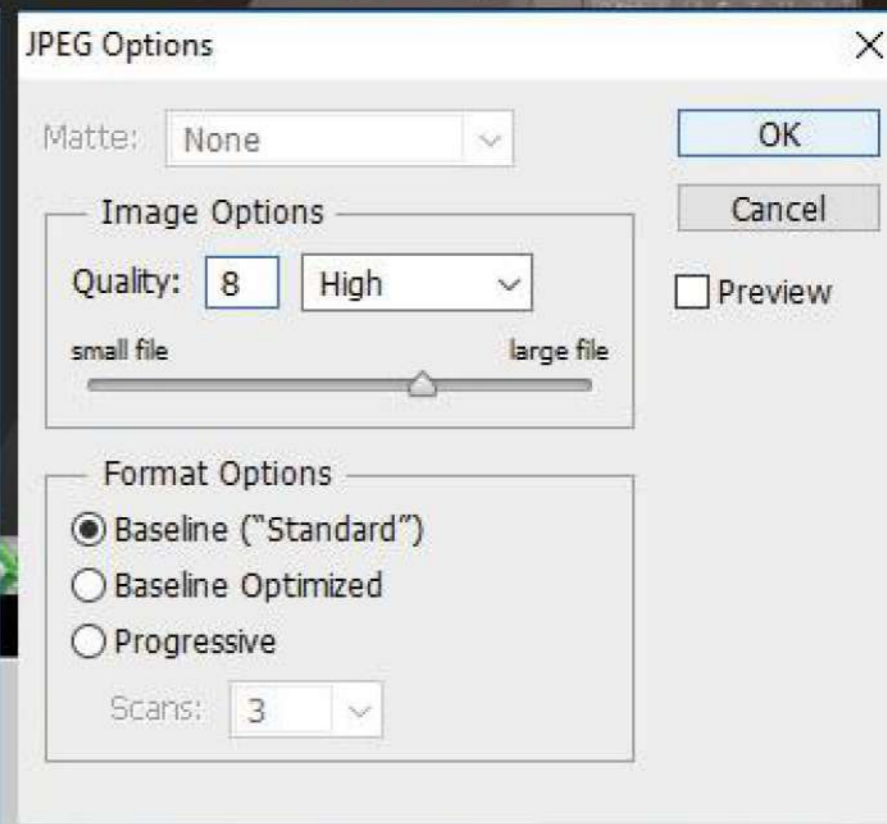 JPEG Options
Matte: None
OK
Image Options
Cancel
Quality: 8 High
Preview
small file large file
Format Options
Baseline (“Standard”)
Baseline Optimized
Progressive
Scans: 3